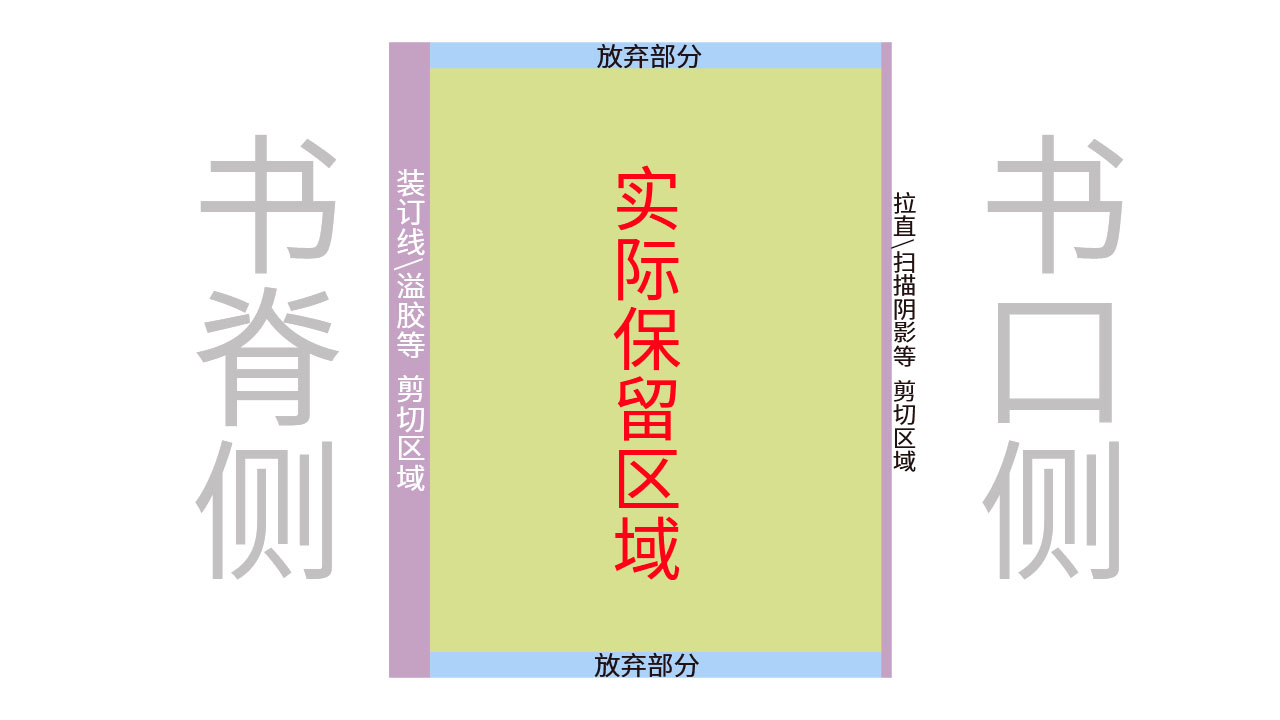 放弃部分
书脊侧
装订线/溢胶等 剪切区域
实际保留区域
拉直/扫描阴影等 剪切区域
书口侧
放弃部分